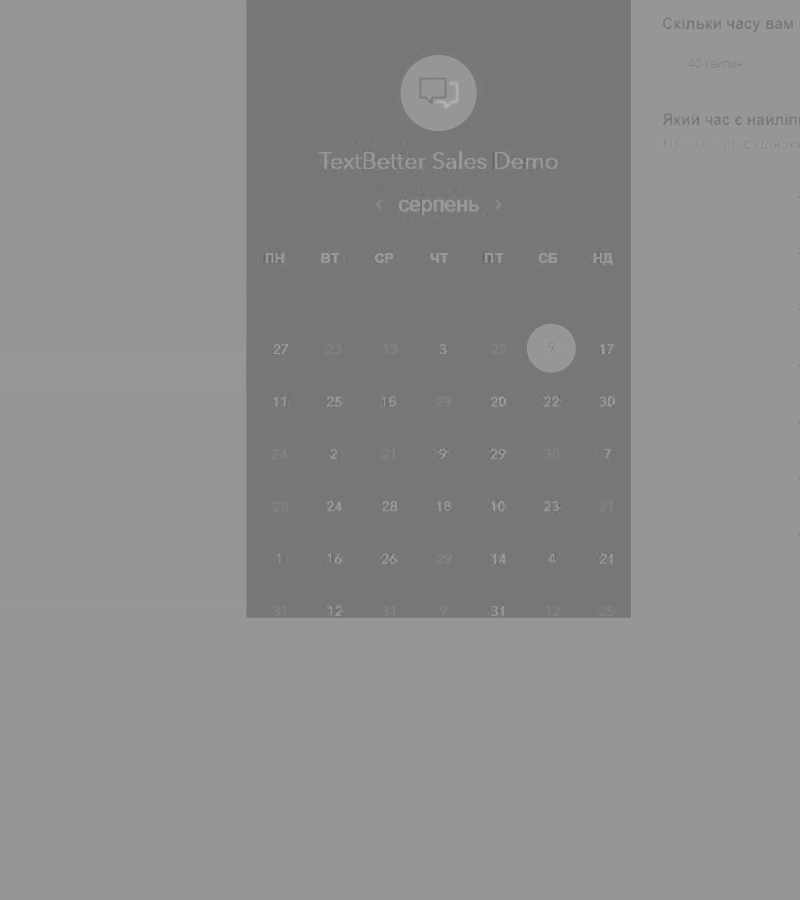 TextBetter Sales Demo
‹ серпень ›
ПН ВТ СР ЧТ ПТ СБ НД
27 23 13 3 22 9 17
11 25 15 29 20 22 30
24 2 21 9 29 30 7
28 24 28 18 10 23 21
1 16 26 29 14 4 21
31 12 31 9 31 12 25
Скільки часу вам
40 хвилин
Який час є найліп